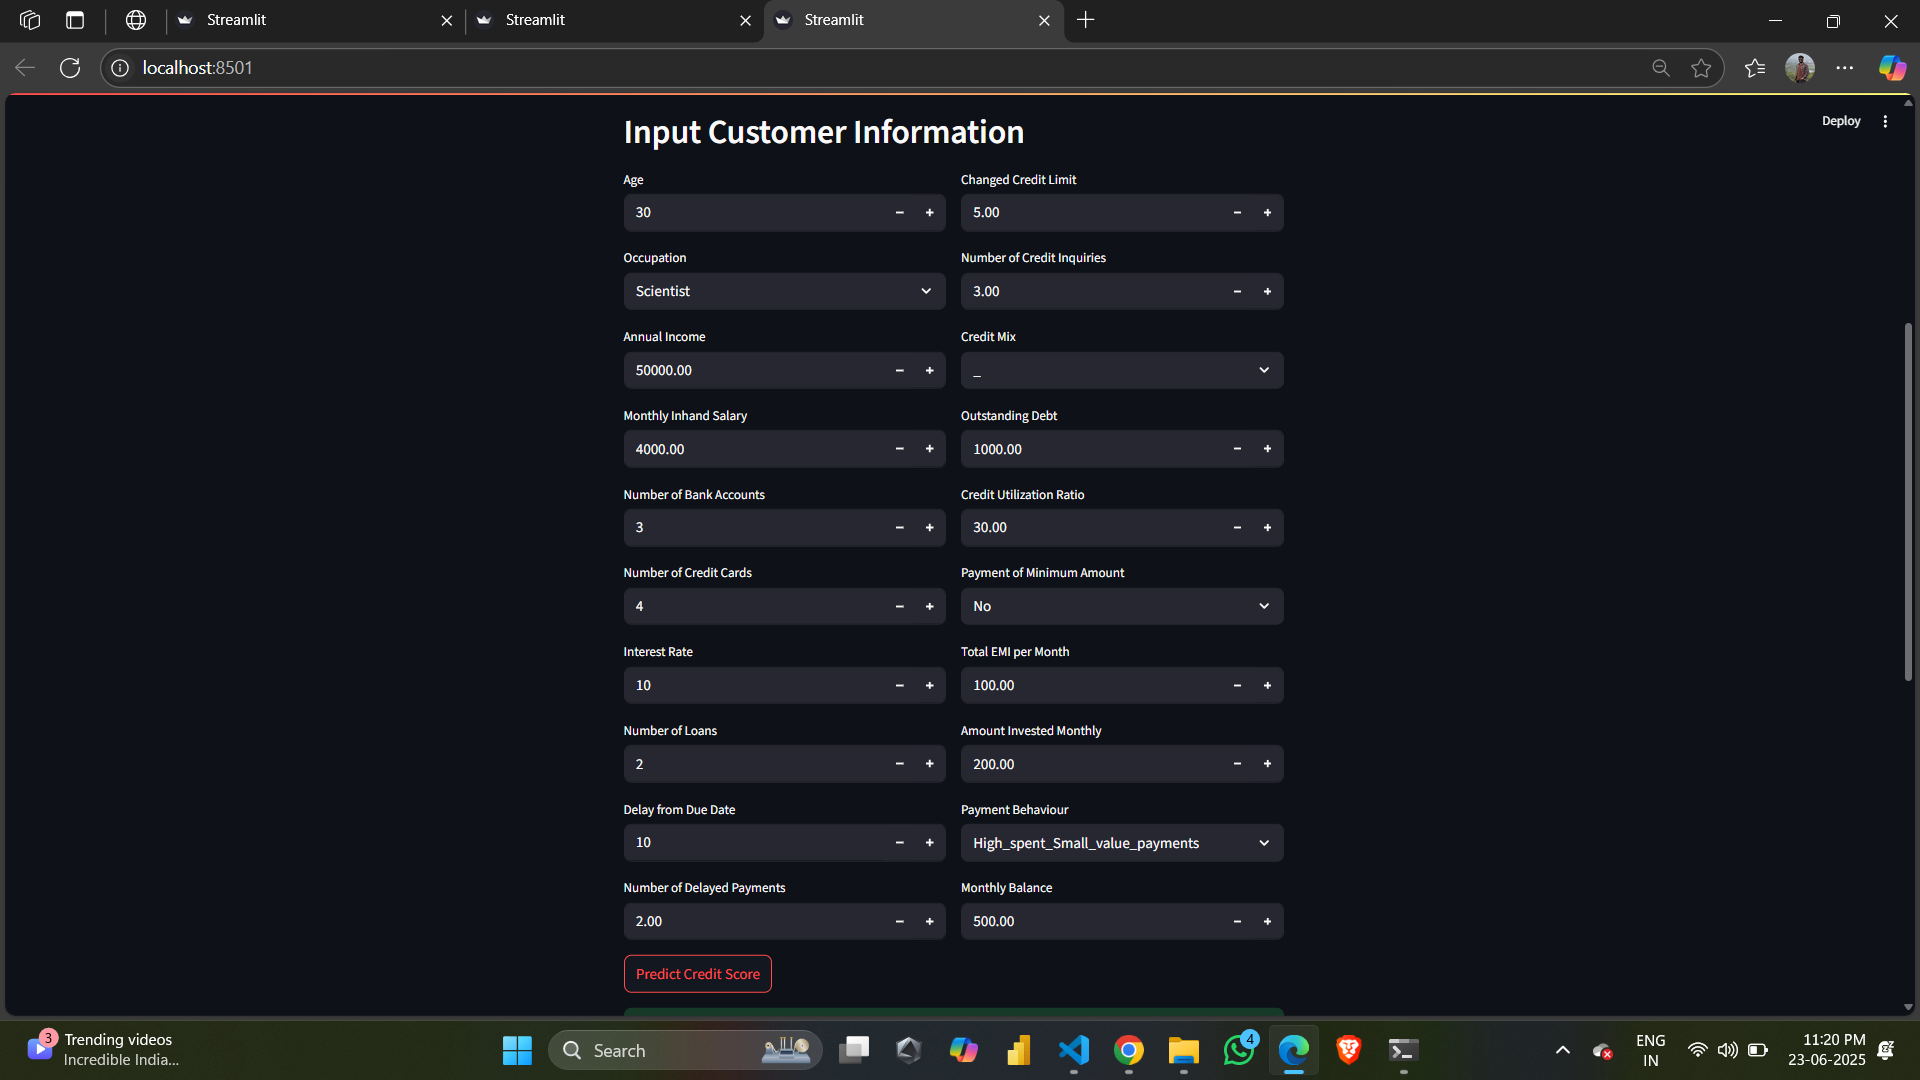 Streamlit
Streamlit
Streamlit
localhost:8501
Deploy
Input Customer Information
Age
30
Occupation
Scientist
Annual Income
50000.00
Monthly Inhand Salary
4000.00
Number of Bank Accounts
3
Number of Credit Cards
4
Interest Rate
10
Number of Loans
2
Delay from Due Date
10
Number of Delayed Payments
2.00
Changed Credit Limit
5.00
Number of Credit Inquiries
3.00
Credit Mix
_
Outstanding Debt
1000.00
Credit Utilization Ratio
30.00
Payment of Minimum Amount
No
Total EMI per Month
100.00
Amount Invested Monthly
200.00
Payment Behaviour
High_spent_Small_value_payments
Monthly Balance
500.00
Predict Credit Score
3
Trending videos
Incredible India...
Search
4
ENG
IN
11:20 PM
23-06-2025